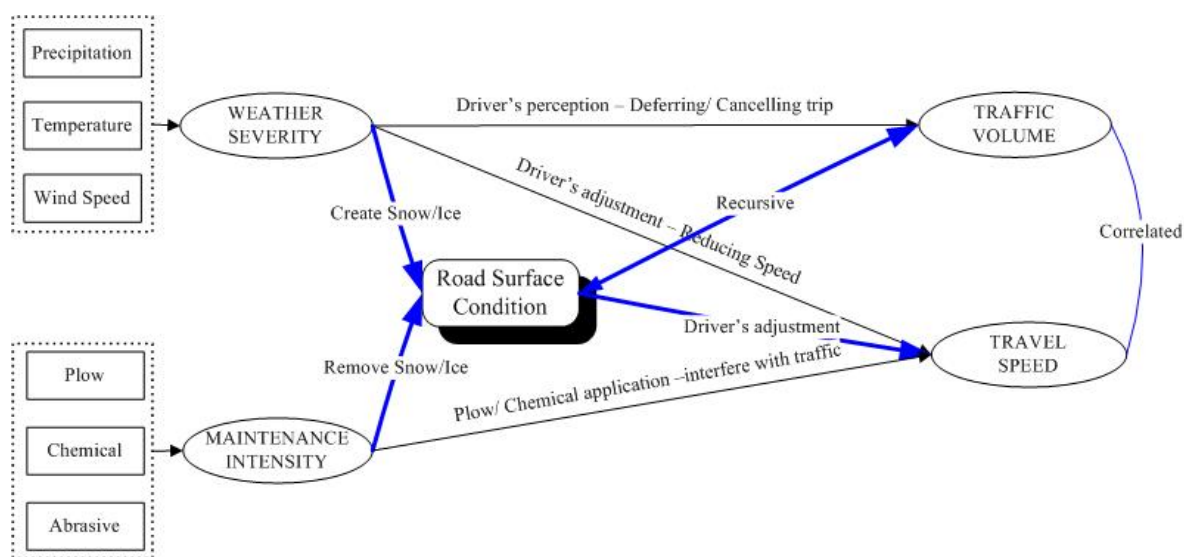 Precipitation
Temperature
Wind Speed
WEATHER
SEVERITY
Driver's perception – Deferring/ Cancelling trip
TRAFFIC
VOLUME
Driver's adjustment – Reducing Speed
Recursive
Create Snow/Ice
Correlated
Road Surface
Condition
Driver's adjustment
TRAVEL
SPEED
Remove Snow/Ice
Plow/ Chemical application –interfere with traffic
Plow
Chemical
Abrasive
MAINTENANCE
INTENSITY